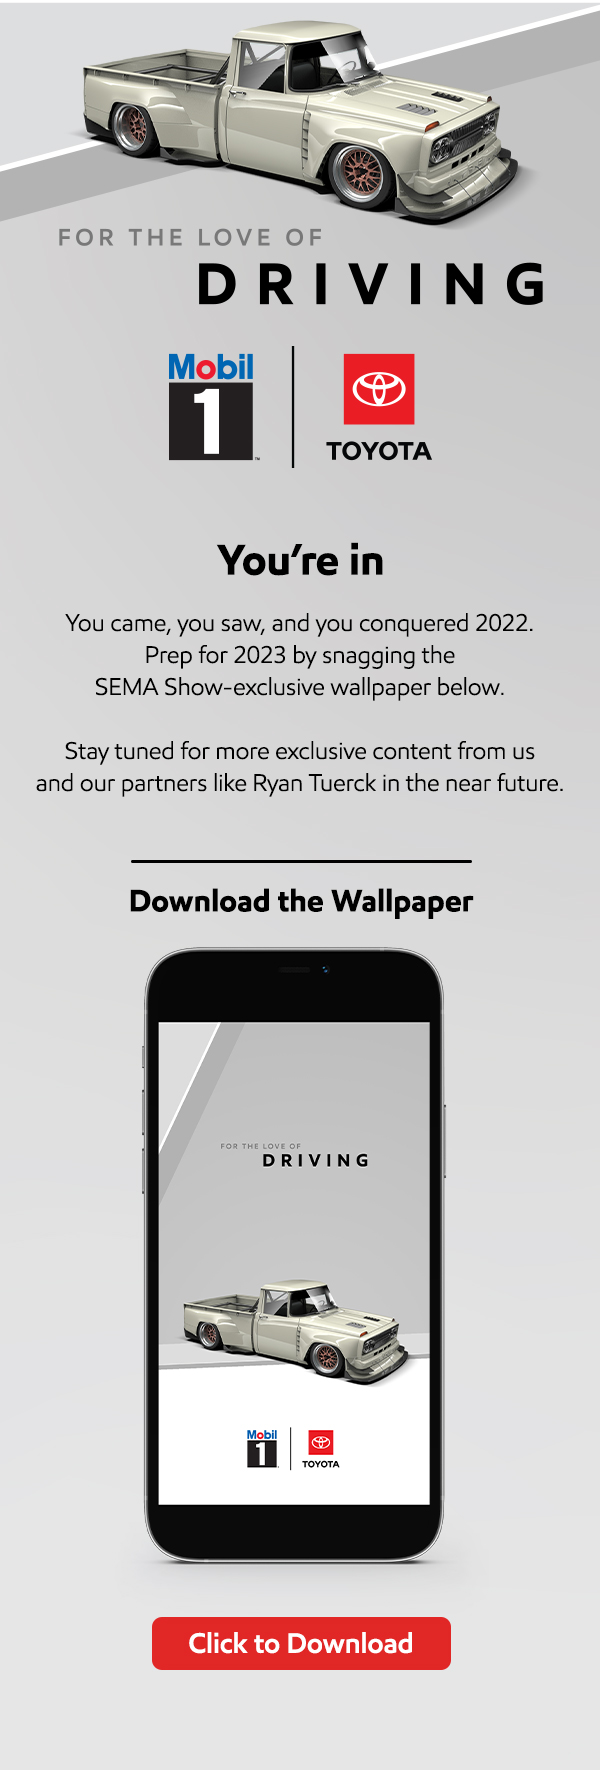 FOR THE LOVE OF
DRIVING
Mobil
1
TM
TOYOTA
You're in
You came, you saw, and you conquered 2022.
Prep for 2023 by snagging the
SEMA Show-exclusive wallpaper below.
Stay tuned for more exclusive content from us
and our partners like Ryan Tuerck in the near future.
Download the Wallpaper
FOR THE LOVE OF
DRIVING
Mobil
1
TOYOTA
Click to Download